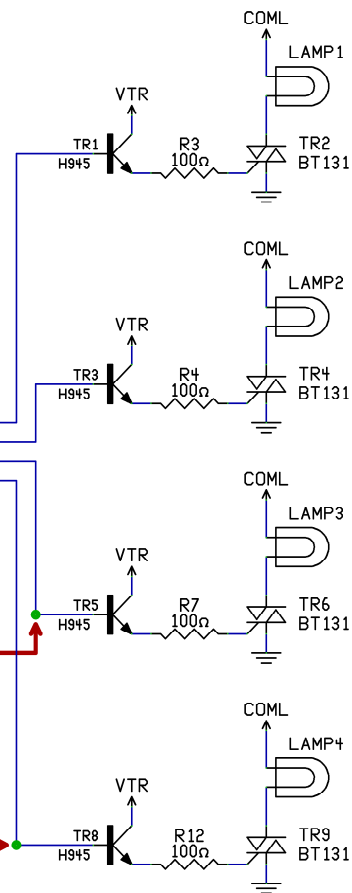 COML
LAMP1
VTR
TR1
H945
R3
100Ω
TR2
BT131
COML
LAMP2
VTR
TR3
H945
R4
100Ω
TR4
BT131
COML
LAMP3
VTR
TR5
H945
R7
100Ω
TR6
BT131
COML
LAMP4
VTR
TR8
H945
R12
100Ω
TR9
BT131